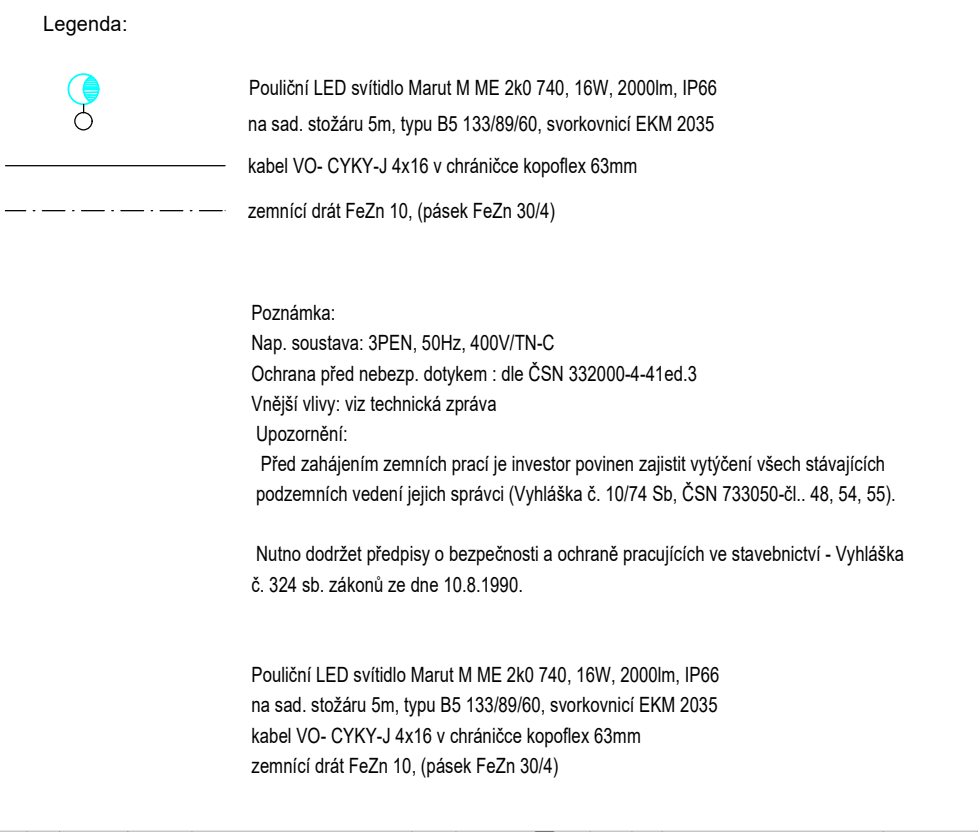 Legenda:
Pouliční LED svítidlo Marut M ME 2k0 740, 16W, 2000lm, IP66
na sad. stožáru 5m, typu B5 133/89/60, svorkovnicí EKM 2035
kabel VO- CYKY-J 4x16 v chráničce kopoflex 63mm
zemnící drát FeZn 10, (pásek FeZn 30/4)
Poznámka:
Nap. soustava: 3PEN, 50Hz, 400V/TN-C
Ochrana před nebezp. dotykem : dle ČSN 332000-4-41ed.3
Vnější vlivy: viz technická zpráva
Upozornění:
Před zahájením zemních prací je investor povinen zajistit vytýčení všech stávajících
podzemních vedení jejich správci (Vyhláška č. 10/74 Sb, ČSN 733050-čl.. 48, 54, 55).
Nutno dodržet předpisy o bezpečnosti a ochraně pracujících ve stavebnictví - Vyhláška
č. 324 sb. zákonů ze dne 10.8.1990.
Pouliční LED svítidlo Marut M ME 2k0 740, 16W, 2000lm, IP66
na sad. stožáru 5m, typu B5 133/89/60, svorkovnicí EKM 2035
kabel VO- CYKY-J 4x16 v chráničce kopoflex 63mm
zemnící drát FeZn 10, (pásek FeZn 30/4)